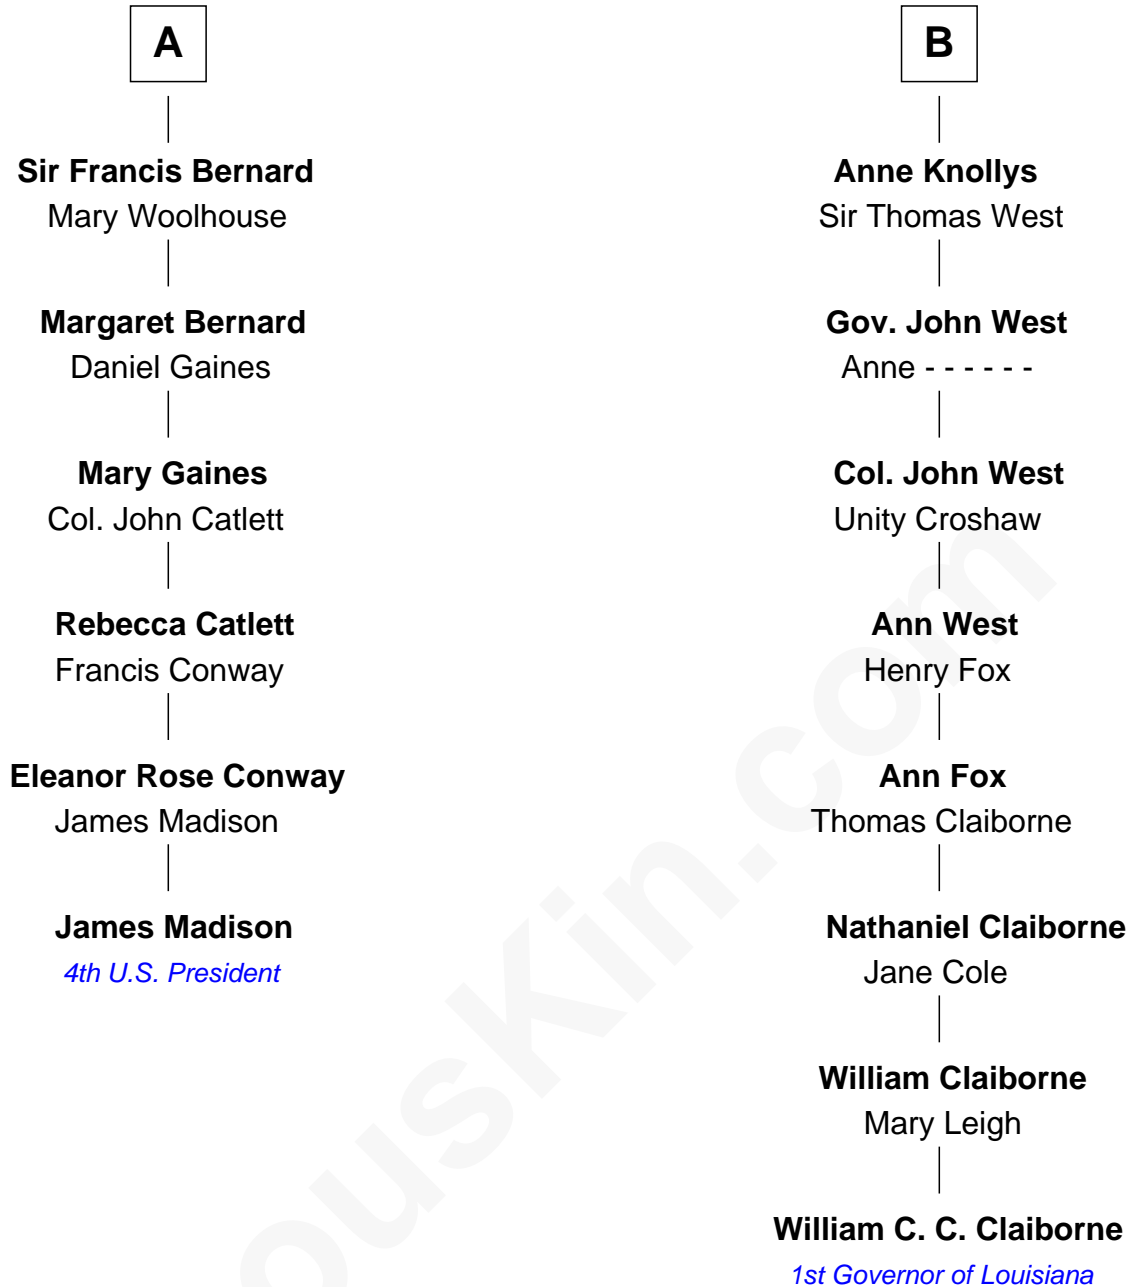 A
Sir Francis Bernard
Mary Woolhouse
Margaret Bernard
Daniel Gaines
Mary Gaines
Col. John Catlett
Rebecca Catlett
Francis Conway
Eleanor Rose Conway
James Madison
James Madison
4th U.S. President
B
Anne Knollys
Sir Thomas West
Gov. John West
Anne - - - - - -
Col. John West
Unity Croshaw
Ann West
Henry Fox
Ann Fox
Thomas Claiborne
Nathaniel Claiborne
Jane Cole
William Claiborne
Mary Leigh
William C. C. Claiborne
1st Governor of Louisiana
ousKin.com